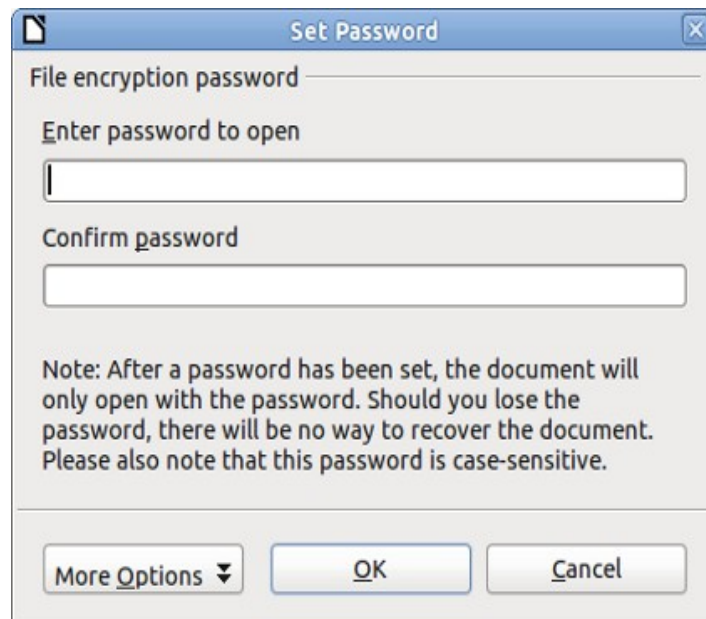 Set Password
File encryption password
Enter password to open
Confirm password
Note: After a password has been set, the document will
only open with the password. Should you lose the
password, there will be no way to recover the document.
Please also note that this password is case-sensitive.
More Options
OK
Cancel